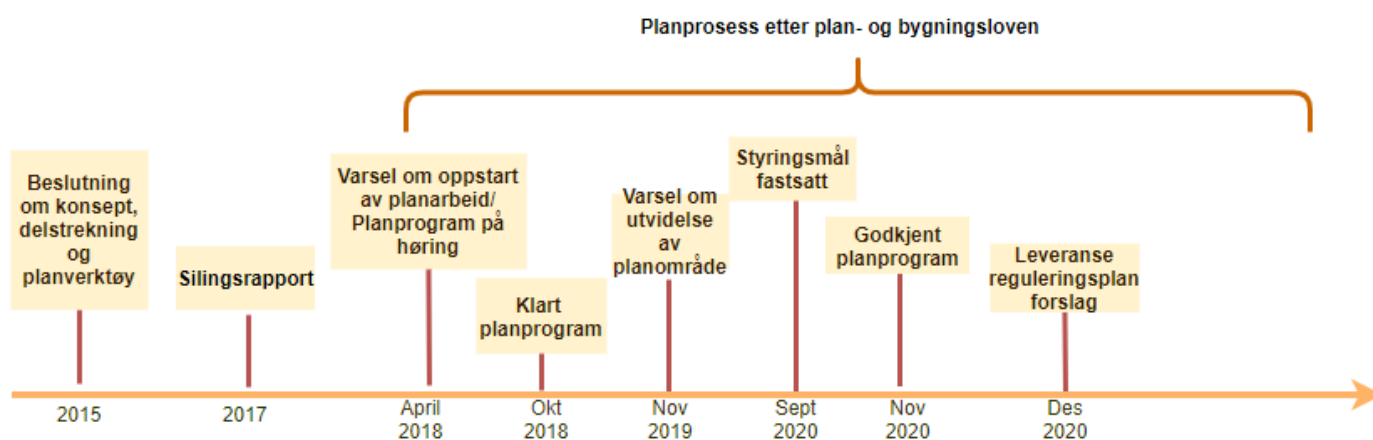 Planprosess etter plan- og bygningsloven
Beslutning
om konsept,
delstrekning
og
planverktøy
Silingsrapport
Varsel om oppstart
av planarbeid/
Planprogram på
høring
Klart
planprogram
Varsel om
utvidelse
av
planområde
Styringsmål
fastsatt
Godkjent
planprogram
Leveranse
reguleringsplan
forslag
2015
2017
April
2018
Okt
2018
Nov
2019
Sept
2020
Nov
2020
Des
2020